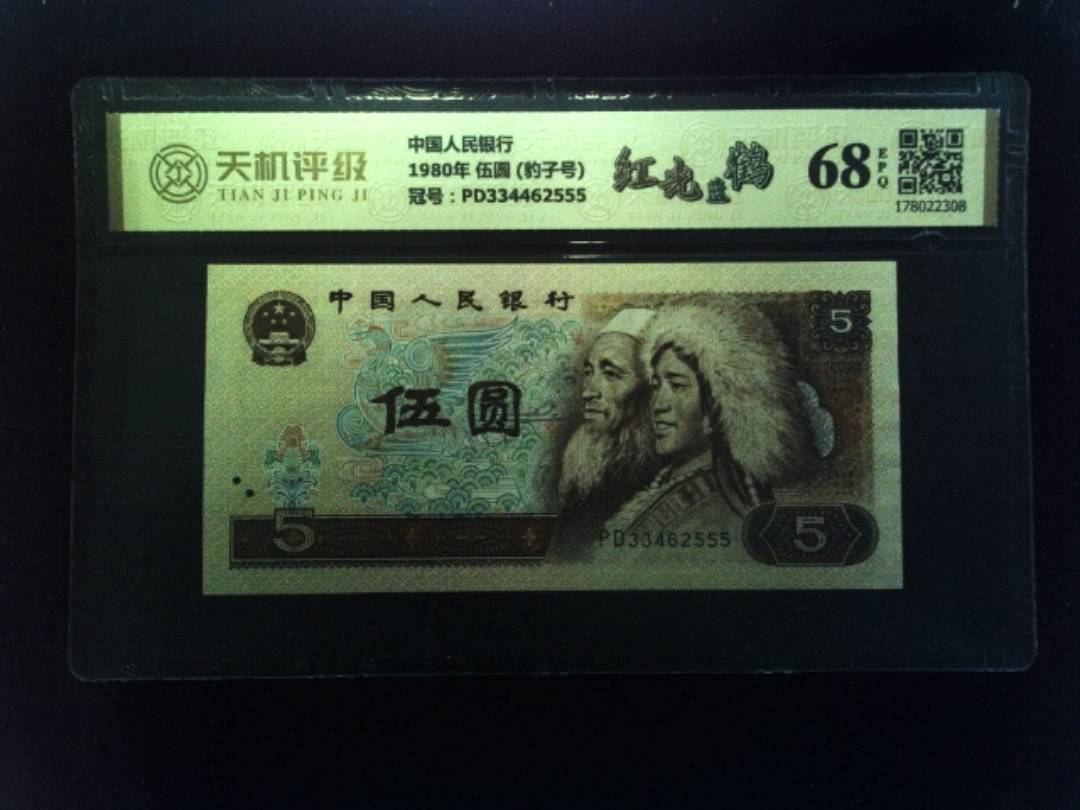 天机评级
TIAN JI PING JI
中国人民银行
1980年 伍圆 (豹子号)
冠号：PD334462555
红光蓝鹤
68
EPQ
178022308
中国人民银行
5
伍圆
5
PD33462555
5